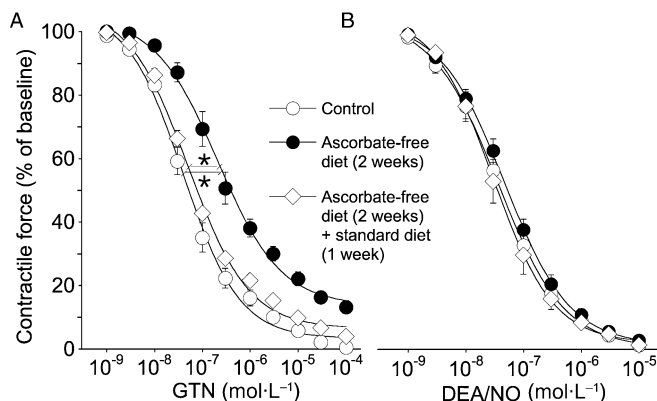 A
B
Contractile force (% of baseline)
100
80
60
40
20
0
*
*
Control
Ascorbate-free
diet (2 weeks)
Ascorbate-free
diet (2 weeks)
+ standard diet
(1 week)
10⁻⁹ 10⁻⁸ 10⁻⁷ 10⁻⁶ 10⁻⁵ 10⁻⁴
GTN (mol·L⁻¹)
10⁻⁹ 10⁻⁸ 10⁻⁷ 10⁻⁶ 10⁻⁵
DEA/NO (mol·L⁻¹)